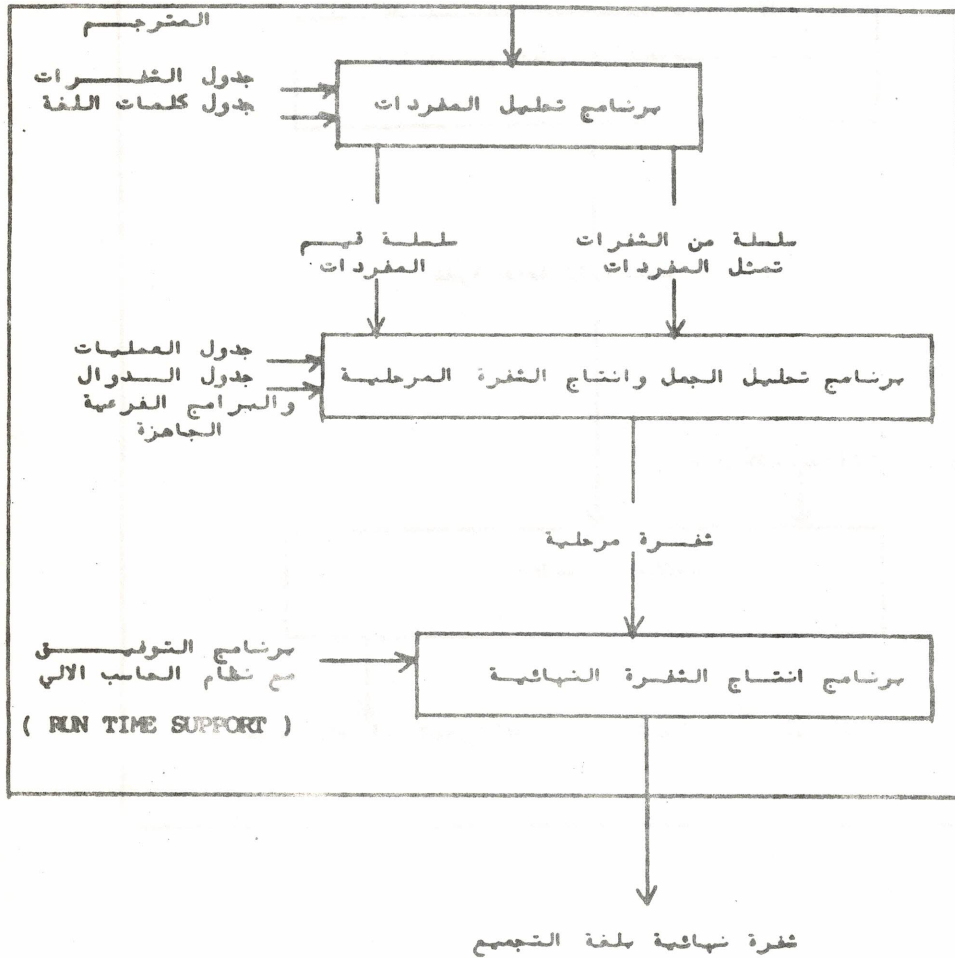 المترجم
جدول الشفرات
جدول كلمات اللغة
برنامج تحليل المفردات
سلسلة من الشفرات
تمثل المفردات
سلسلة قيم
المفردات
جدول العمليات
جدول الدوال
والبرامج الفرعية
الجاهزة
برنامج تحليل الجمل وانتاج الشفرة المرحلية
شفرة مرحلية
برنامج التوفيق
مع نظام الحاسب الالي
( RUN TIME SUPPORT )
برنامج انتاج الشفرة النهائية
شفرة نهائية بلغة التجميع